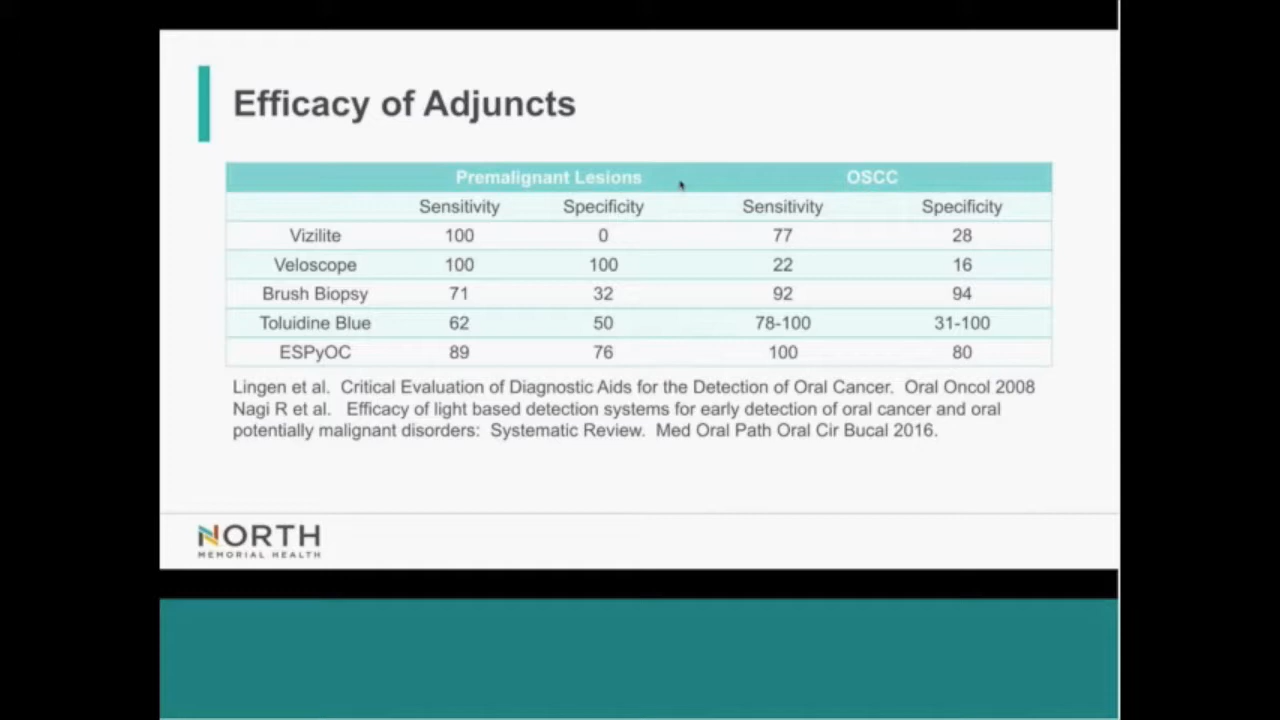 Efficacy of Adjuncts
Premalignant Lesions OSCC
Sensitivity Specificity Sensitivity Specificity
Vizilite 100 0 77 28
Veloscope 100 100 22 16
Brush Biopsy 71 32 92 94
Toluidine Blue 62 50 78-100 31-100
ESPyOC 89 76 100 80
Lingen et al. Critical Evaluation of Diagnostic Aids for the Detection of Oral Cancer. Oral Oncol 2008
Nagi R et al. Efficacy of light based detection systems for early detection of oral cancer and oral
potentially malignant disorders: Systematic Review. Med Oral Path Oral Cir Bucal 2016.
NORTH
MEMORIAL HEALTH